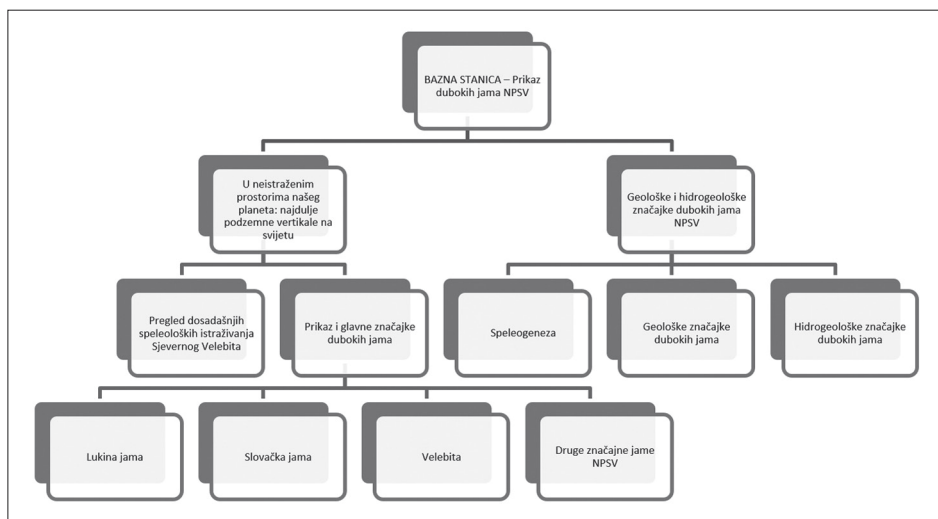 BAZNA STANICA – Prikaz
dubokih jama NPSV
U neistraženim
prostorima našeg
planeta: najdulje
podzemne vertikale na
svijetu
Geološke i hidrogeološke
značajke dubokih jama
NPSV
Pregled dosadašnjih
speleoloških istraživanja
Sjevernog Velebita
Prikaz i glavne značajke
dubokih jama
Speleogeneza
Geološke značajke
dubokih jama
Hidrogeološke značajke
dubokih jama
Lukina jama
Slovačka jama
Velebita
Druge značajne jame
NPSV